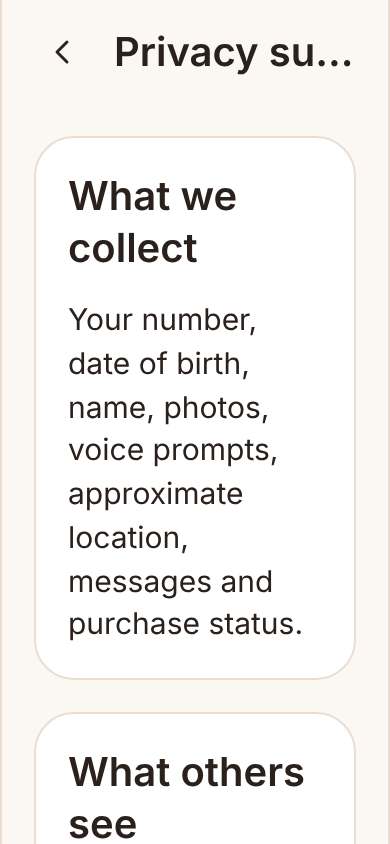 Privacy su...
What we
collect
Your number,
date of birth,
name, photos,
voice prompts,
approximate
location,
messages and
purchase status.
What others
see